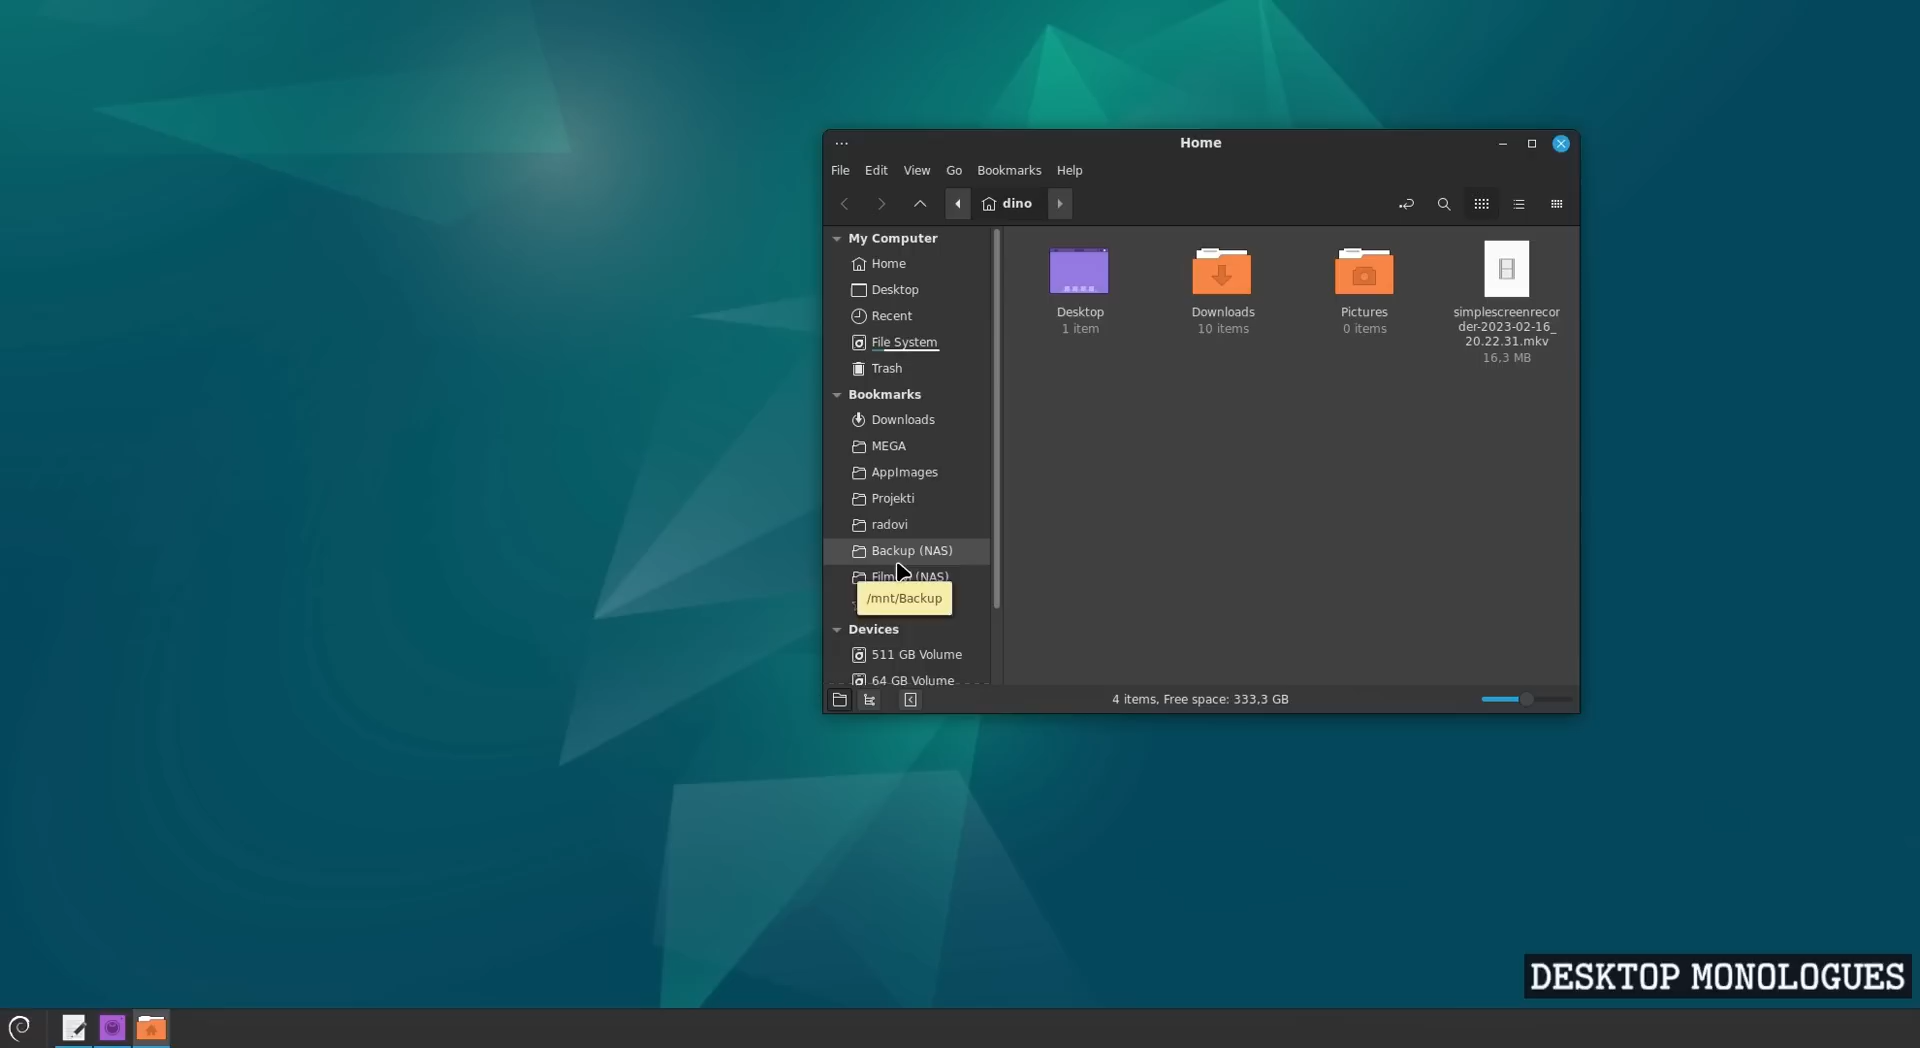 Home
File Edit View Go Bookmarks Help
dino
My Computer
Home
Desktop
Recent
File System
Trash
Bookmarks
Downloads
MEGA
AppImages
Projekti
radovi
Backup (NAS)
(NAS)
/mnt/Backup
Devices
511 GB Volume
64 GB Volume
Desktop
1 item
Downloads
10 items
Pictures
0 items
simplescreenrecor
der-2023-02-16_
20.22.31.mkv
16,3 MB
4 items, Free space: 333,3 GB
DESKTOP MONOLOGUES